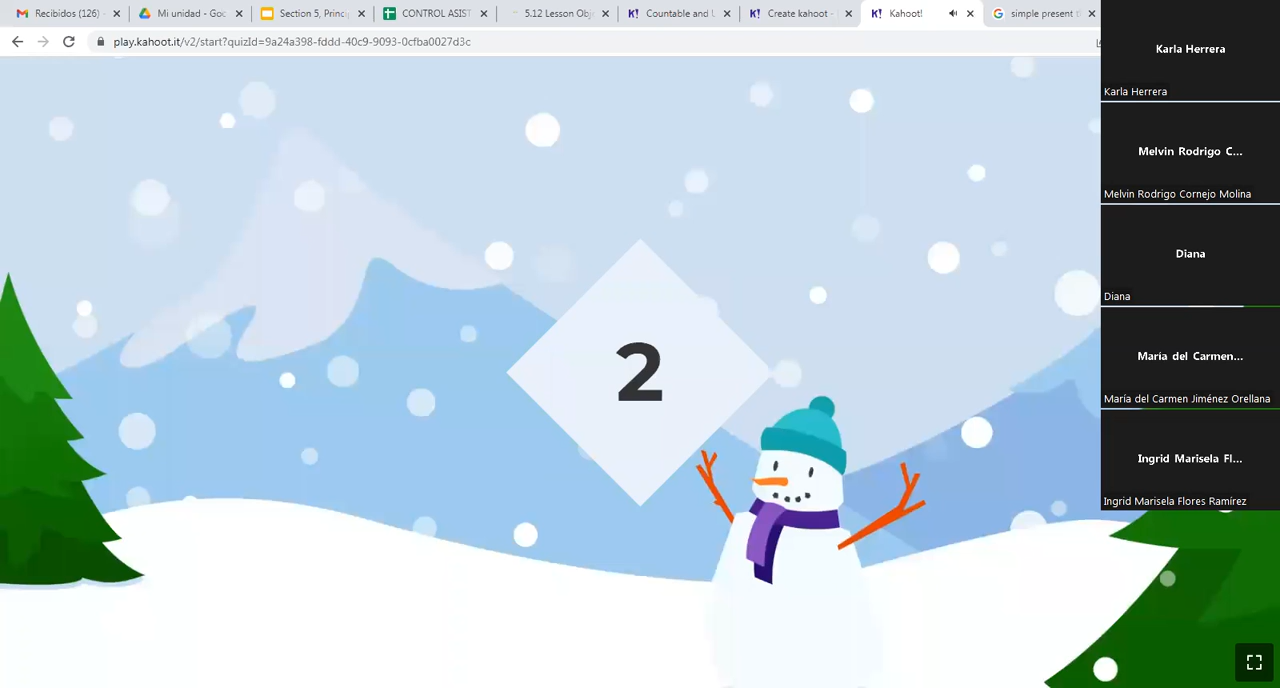 Recibidos (126) -
Mi unidad - Goo
Section 5, Princi
CONTROL ASIST
5.12 Lesson Obj
Countable and U
Create kahoot -
Kahoot!
simple present t
play.kahoot.it/v2/start?quizId=9a24a398-fddd-40c9-9093-0cfba0027d3c
2
Karla Herrera
Karla Herrera
Melvin Rodrigo C...
Melvin Rodrigo Cornejo Molina
Diana
Diana
María del Carmen...
María del Carmen Jiménez Orellana
Ingrid Marisela Fl...
Ingrid Marisela Flores Ramírez